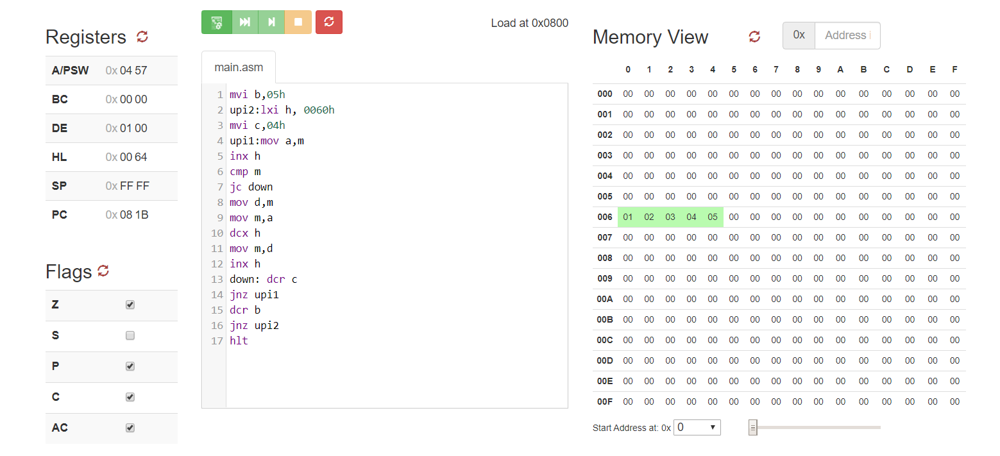 Registers
A/PSW 0x 04 57
BC 0x 00 00
DE 0x 01 00
HL 0x 00 64
SP 0x FF FF
PC 0x 08 1B
Flags
Z
S
P
C
AC
Load at 0x0800
main.asm
1 mvi b,05h
2 upi2:lxi h, 0060h
3 mvi c,04h
4 upi1:mov a,m
5 inx h
6 cmp m
7 jc down
8 mov d,m
9 mov m,a
10 dcx h
11 mov m,d
12 inx h
13 down: dcr c
14 jnz upi1
15 dcr b
16 jnz upi2
17 hlt
Memory View 0x Address
0 1 2 3 4 5 6 7 8 9 A B C D E F
000 00 00 00 00 00 00 00 00 00 00 00 00 00 00 00 00
001 00 00 00 00 00 00 00 00 00 00 00 00 00 00 00 00
002 00 00 00 00 00 00 00 00 00 00 00 00 00 00 00 00
003 00 00 00 00 00 00 00 00 00 00 00 00 00 00 00 00
004 00 00 00 00 00 00 00 00 00 00 00 00 00 00 00 00
005 00 00 00 00 00 00 00 00 00 00 00 00 00 00 00 00
006 01 02 03 04 05 00 00 00 00 00 00 00 00 00 00 00
007 00 00 00 00 00 00 00 00 00 00 00 00 00 00 00 00
008 00 00 00 00 00 00 00 00 00 00 00 00 00 00 00 00
009 00 00 00 00 00 00 00 00 00 00 00 00 00 00 00 00
00A 00 00 00 00 00 00 00 00 00 00 00 00 00 00 00 00
00B 00 00 00 00 00 00 00 00 00 00 00 00 00 00 00 00
00C 00 00 00 00 00 00 00 00 00 00 00 00 00 00 00 00
00D 00 00 00 00 00 00 00 00 00 00 00 00 00 00 00 00
00E 00 00 00 00 00 00 00 00 00 00 00 00 00 00 00 00
00F 00 00 00 00 00 00 00 00 00 00 00 00 00 00 00 00
Start Address at: 0x 0